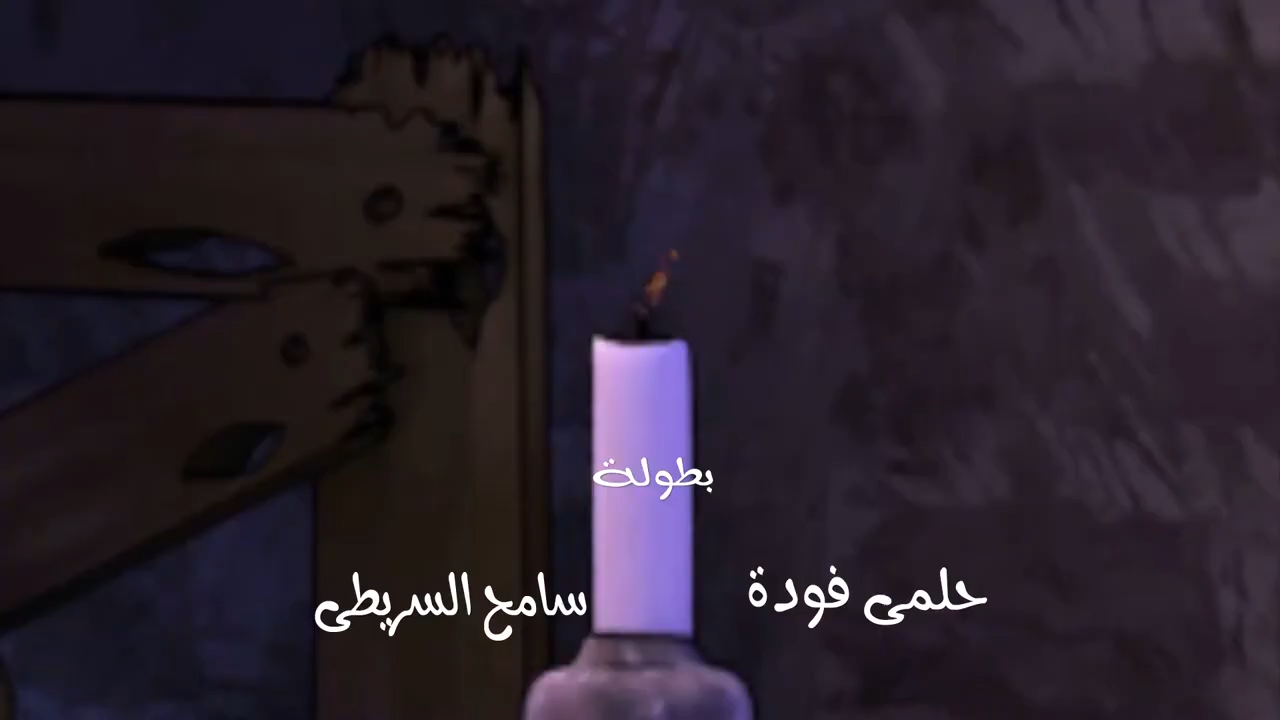 بطولة
حلمى فودة
سامح السريطى